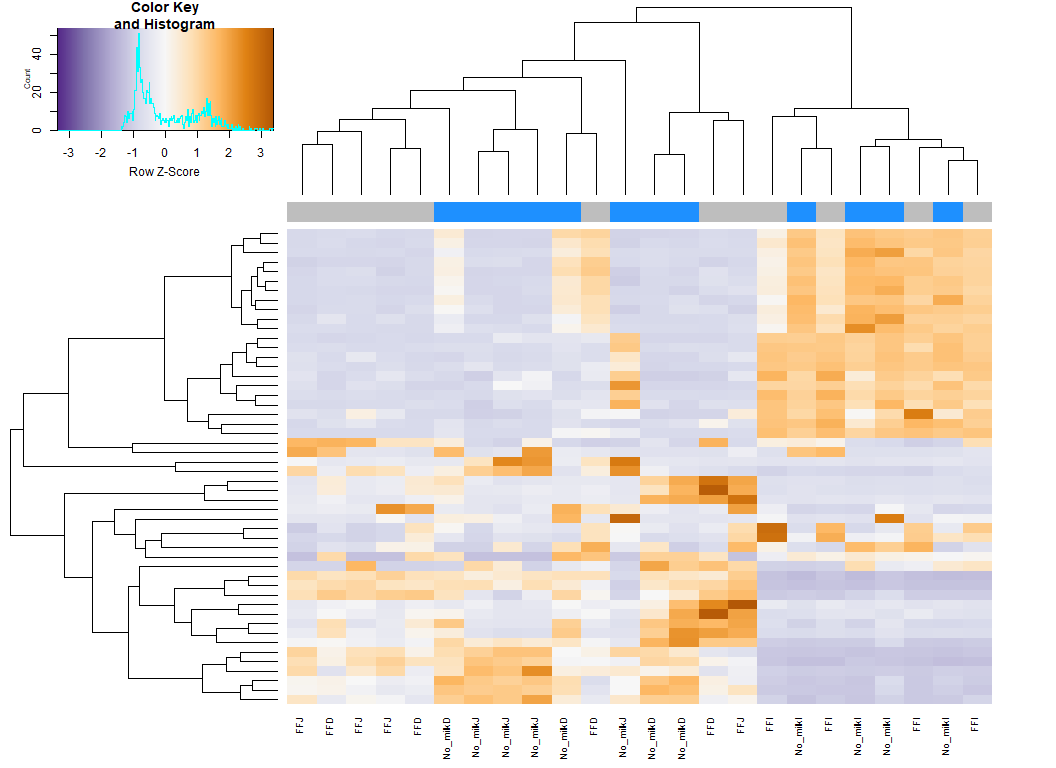 Color Key
and Histogram
Count
0 20 40
-3 -2 -1 0 1 2 3
Row Z-Score
FFJ
FFD
FFJ
FFJ
FFD
No_milkD
No_milkJ
No_milkJ
No_milkJ
No_milkD
FFD
No_milkJ
No_milkD
No_milkD
FFD
FFJ
FFI
No_milkI
FFI
No_milkI
No_milkI
FFI
No_milkI
FFI